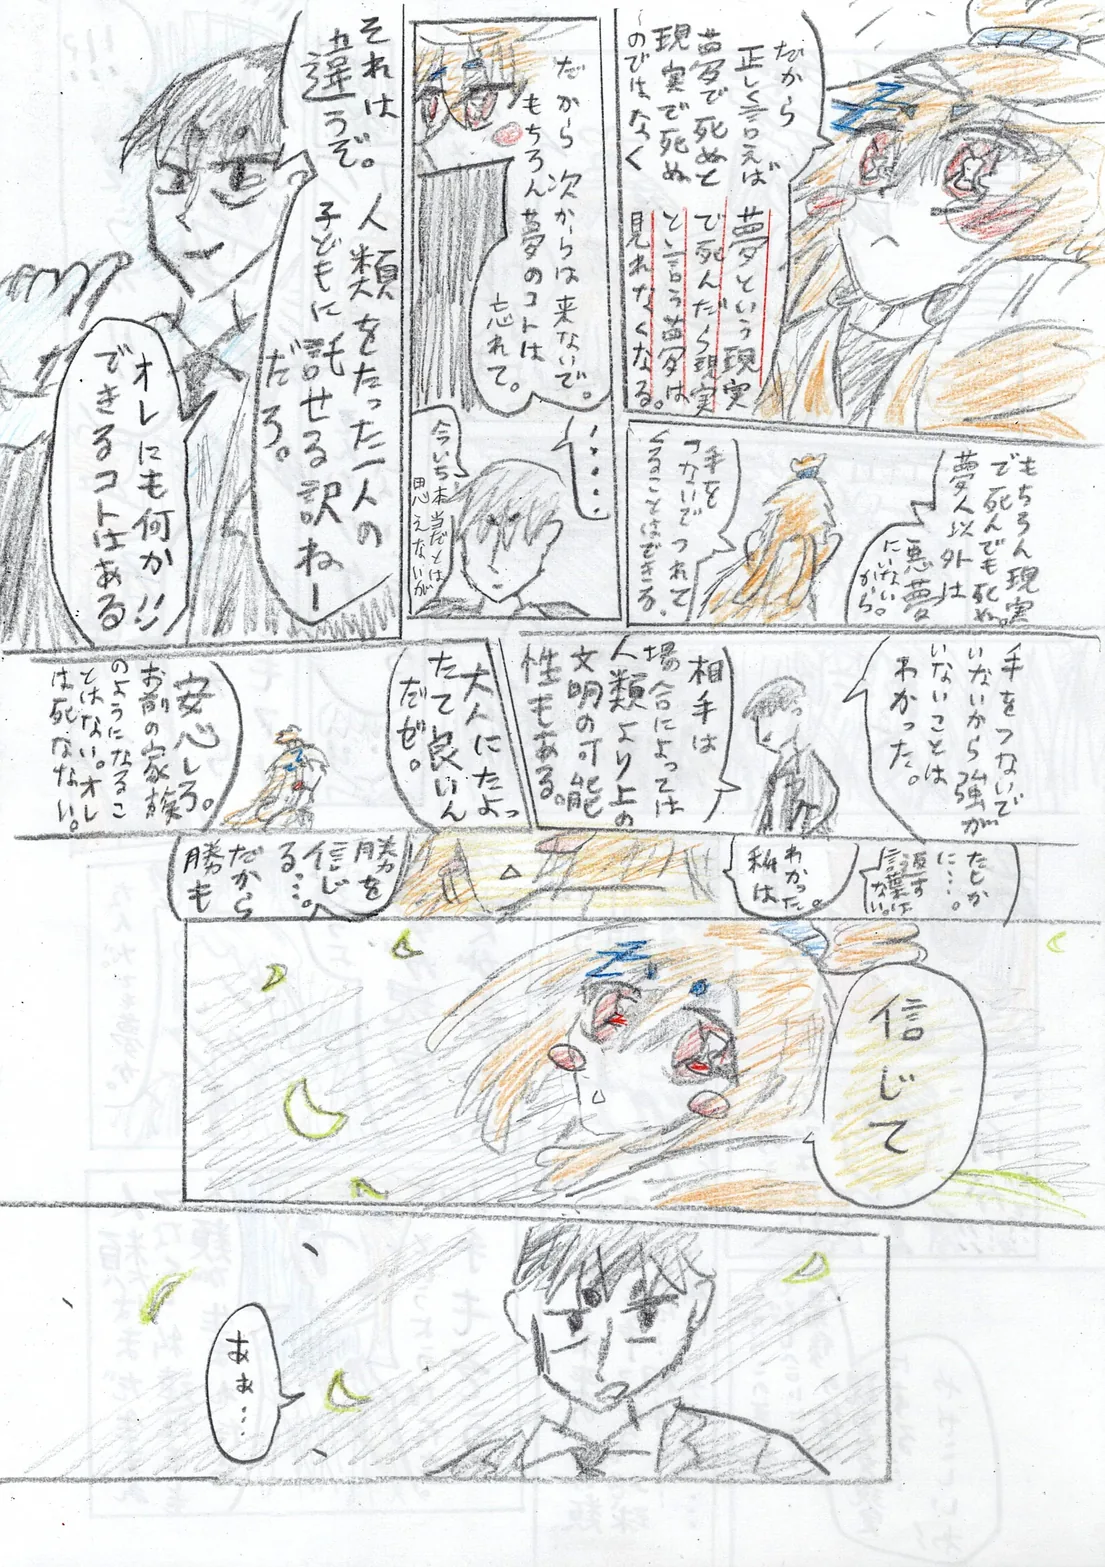 だから
正しく言えば
夢で死ぬと
現実で死ぬ
〜のではなく
夢という現実
で死んだら現実
と言う夢は
見れなくなる。
もちろん現実
で死んでも死ぬ。
夢人以外は
悪夢
にいない
がから。
手を
つないでつれて
くることはできる。
だから次からは来ないで。
もちろん夢のコトは
忘れて。
・・・・・
今いち本当だとは
思えないが
それは
違うぞ。
人類をたった一人の
子どもに託せる訳ねー
だろ。
オレにも何か!!
できるコトはある
手をつないで
いないから強が
いないことは
わかった。
相手は
場合によっては
人類より上の
文明の可能
性もある。
大人にたよっ
たて良いん
だぜ。
安心しろ。
お前の家族
のようになるこ
とはない。オレ
は死なない。
たしか
に・・・。
返す
言葉は
ない。
わかった。
私は
勝を
信じ
る・・・。
だから
勝も
信じて
あぁ・・・